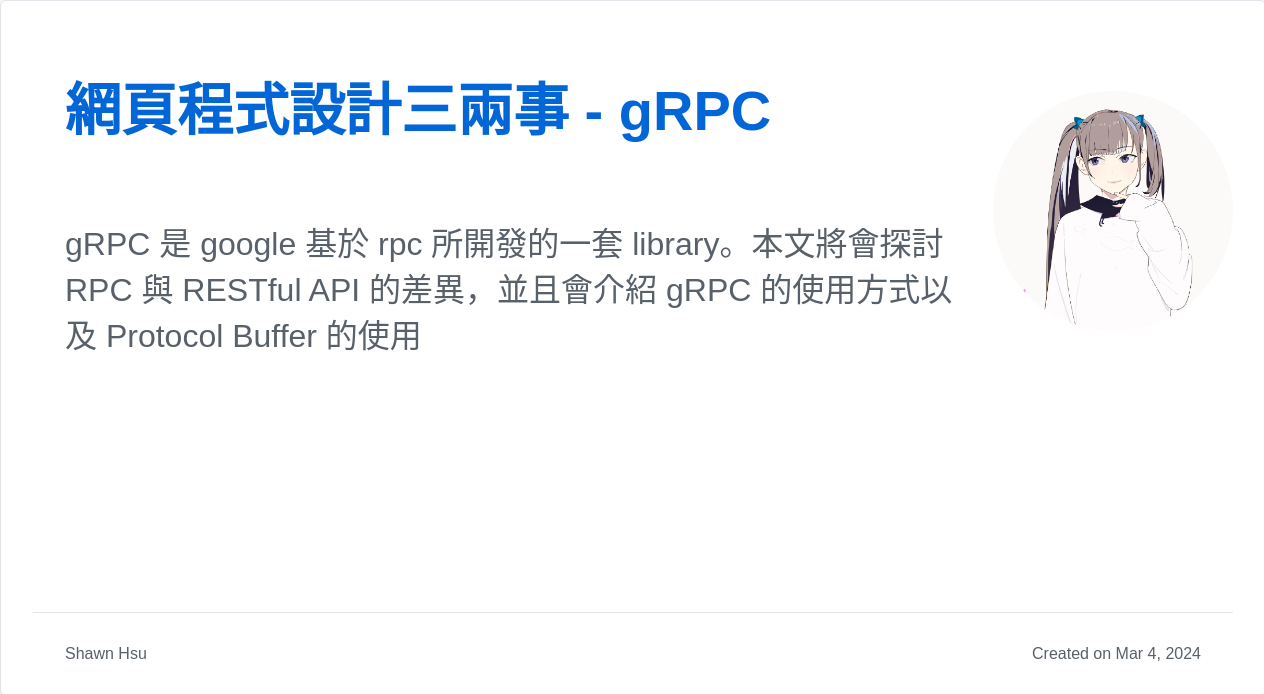 網頁程式設計三兩事 - gRPC
gRPC 是 google 基於 rpc 所開發的一套 library。本文將會探討
RPC 與 RESTful API 的差異，並且會介紹 gRPC 的使用方式以
及 Protocol Buffer 的使用
Shawn Hsu
Created on Mar 4, 2024